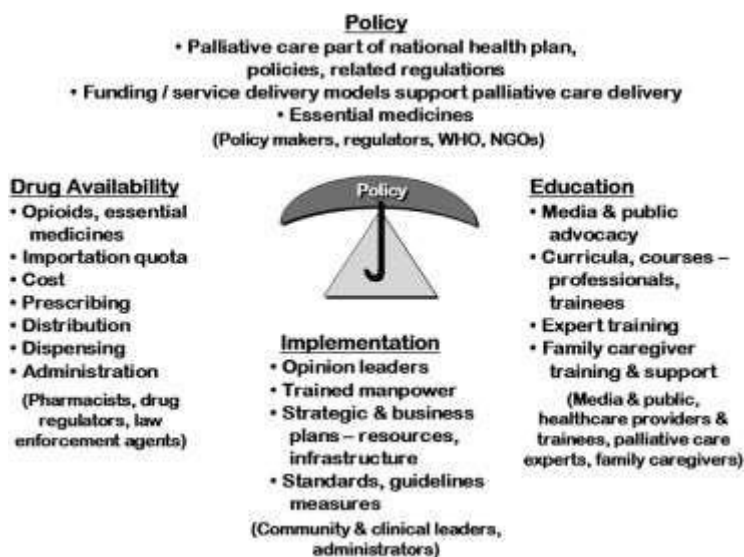 Policy
• Palliative care part of national health plan,
policies, related regulations
• Funding / service delivery models support palliative care delivery
• Essential medicines
(Policy makers, regulators, WHO, NGOs)
Drug Availability
• Opioids, essential
medicines
• Importation quota
• Cost
• Prescribing
• Distribution
• Dispensing
• Administration
(Pharmacists, drug
regulators, law
enforcement agents)
Policy
Implementation
• Opinion leaders
• Trained manpower
• Strategic & business
plans – resources,
infrastructure
• Standards, guidelines
measures
(Community & clinical leaders,
administrators)
Education
• Media & public
advocacy
• Curricula, courses –
professionals,
trainees
• Expert training
• Family caregiver
training & support
(Media & public,
healthcare providers &
trainees, palliative care
experts, family caregivers)